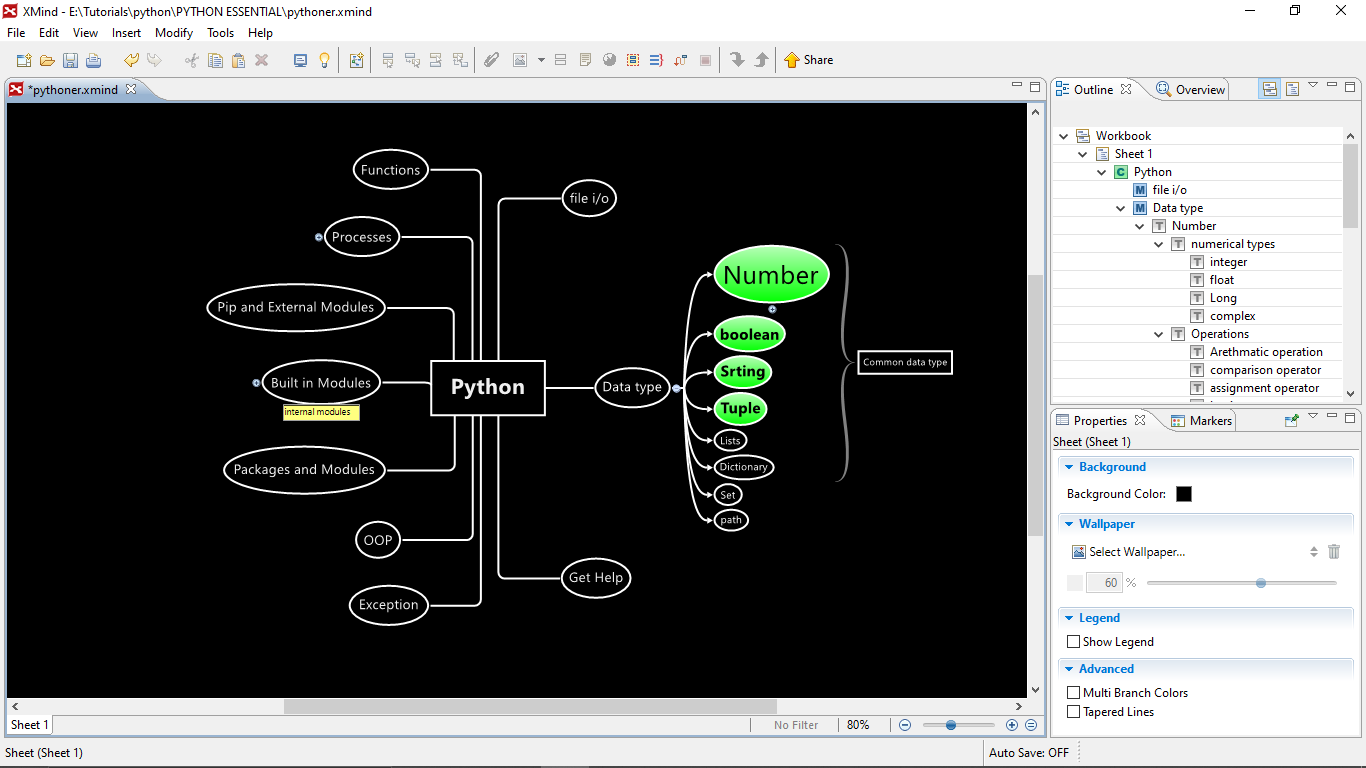 XMind - E:\Tutorials\python\PYTHON ESSENTIAL\pythoner.xmind
File Edit View Insert Modify Tools Help
Share
*pythoner.xmind
Functions
file i/o
Processes
Number
Pip and External Modules
boolean
Common data type
Srting
Built in Modules
Python
Data type
internal modules
Tuple
Lists
Packages and Modules
Dictionary
Set
path
OOP
Get Help
Exception
Sheet 1
No Filter
80%
Outline
Overview
Workbook
Sheet 1
C Python
M file i/o
M Data type
T Number
T numerical types
T integer
T float
T Long
T complex
T Operations
T Arethmatic operation
T comparison operator
T assignment operator
Properties
Markers
Sheet (Sheet 1)
Background
Background Color:
Wallpaper
Select Wallpaper...
60 %
Legend
Show Legend
Advanced
Multi Branch Colors
Tapered Lines
Sheet (Sheet 1)
Auto Save: OFF